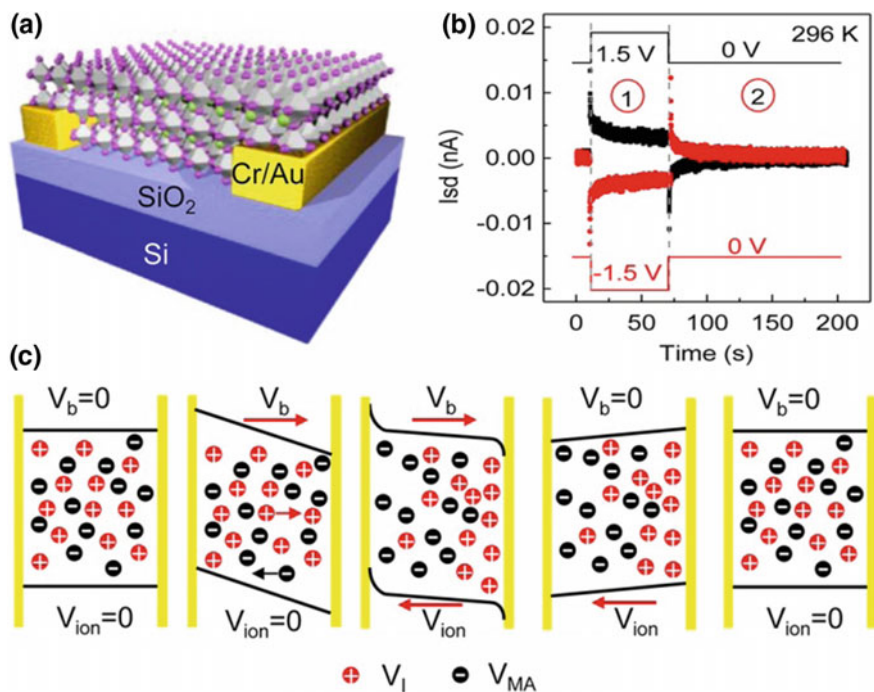 (a)
Cr/Au
SiO2
Si
(b)
Isd (nA)
0.02
0.01
0.00
-0.01
-0.02
296 K
1.5 V
0 V
1
2
-1.5 V
0 V
0
50
100
150
200
Time (s)
(c)
Vb=0
Vb
Vb
Vb=0
Vb=0
Vion=0
Vion=0
Vion
Vion
Vion=0
+ VI
− VMA